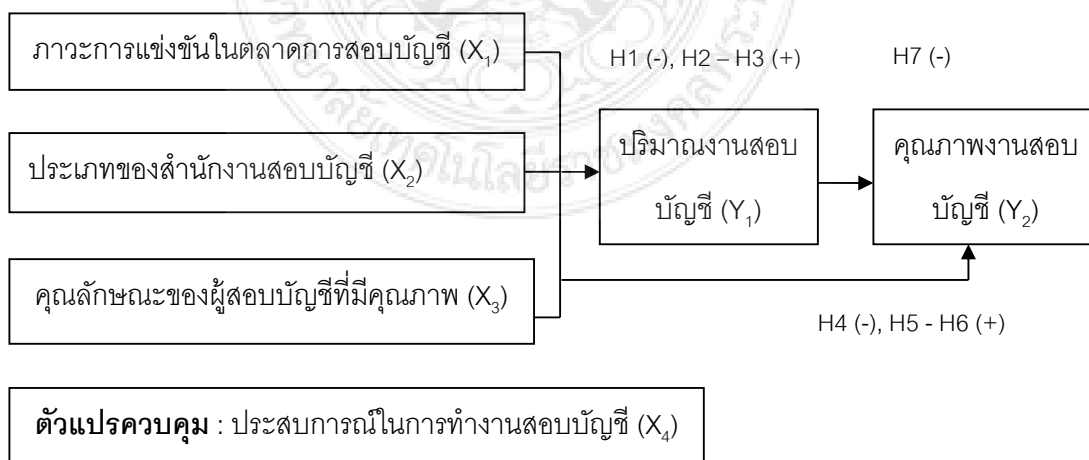 ภาวะการแข่งขันในตลาดการสอบบัญชี (X₁)
H1 (-), H2 – H3 (+)
H7 (-)
ประเภทของสำนักงานสอบบัญชี (X₂)
ปริมาณงานสอบ
บัญชี (Y₁)
คุณภาพงานสอบ
บัญชี (Y₂)
คุณลักษณะของผู้สอบบัญชีที่มีคุณภาพ (X₃)
H4 (-), H5 - H6 (+)
ตัวแปรควบคุม : ประสบการณ์ในการทำงานสอบบัญชี (X₄)